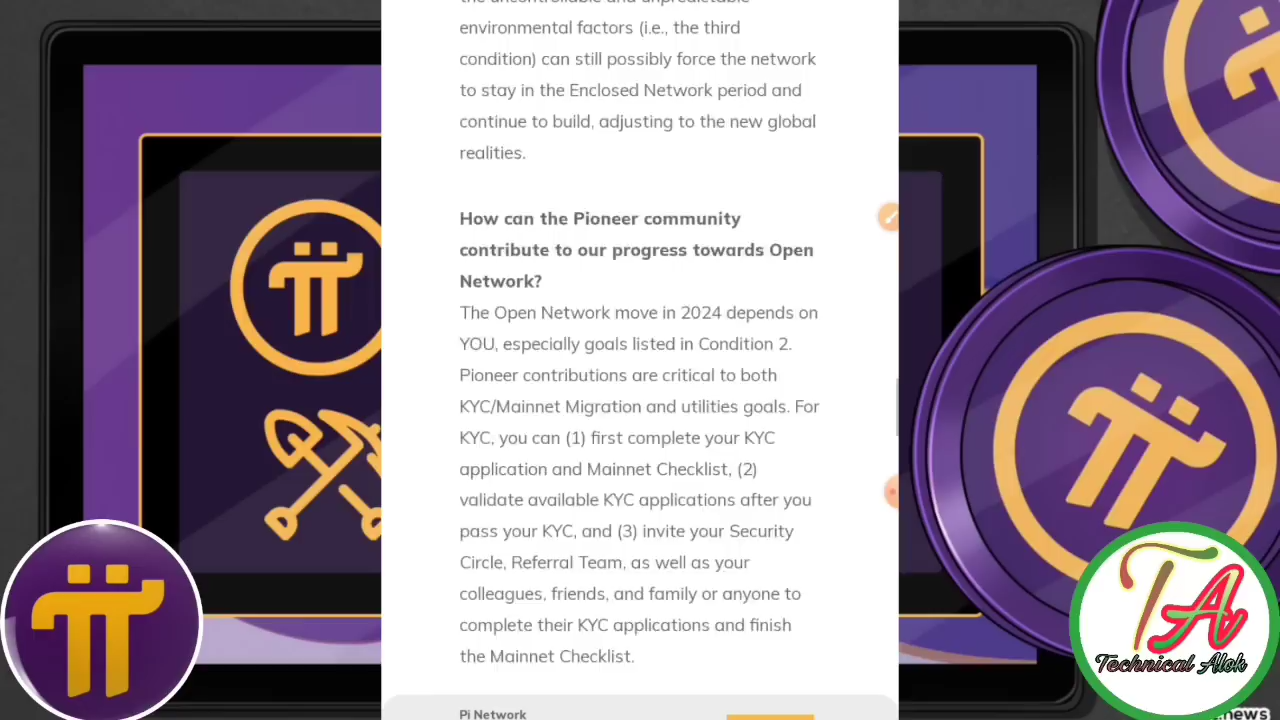 environmental factors (i.e., the third
condition) can still possibly force the network
to stay in the Enclosed Network period and
continue to build, adjusting to the new global
realities.
How can the Pioneer community
contribute to our progress towards Open
Network?
The Open Network move in 2024 depends on
YOU, especially goals listed in Condition 2.
Pioneer contributions are critical to both
KYC/Mainnet Migration and utilities goals. For
KYC, you can (1) first complete your KYC
application and Mainnet Checklist, (2)
validate available KYC applications after you
pass your KYC, and (3) invite your Security
Circle, Referral Team, as well as your
colleagues, friends, and family or anyone to
complete their KYC applications and finish
the Mainnet Checklist.
Pi Network
TA
Technical Alok
news